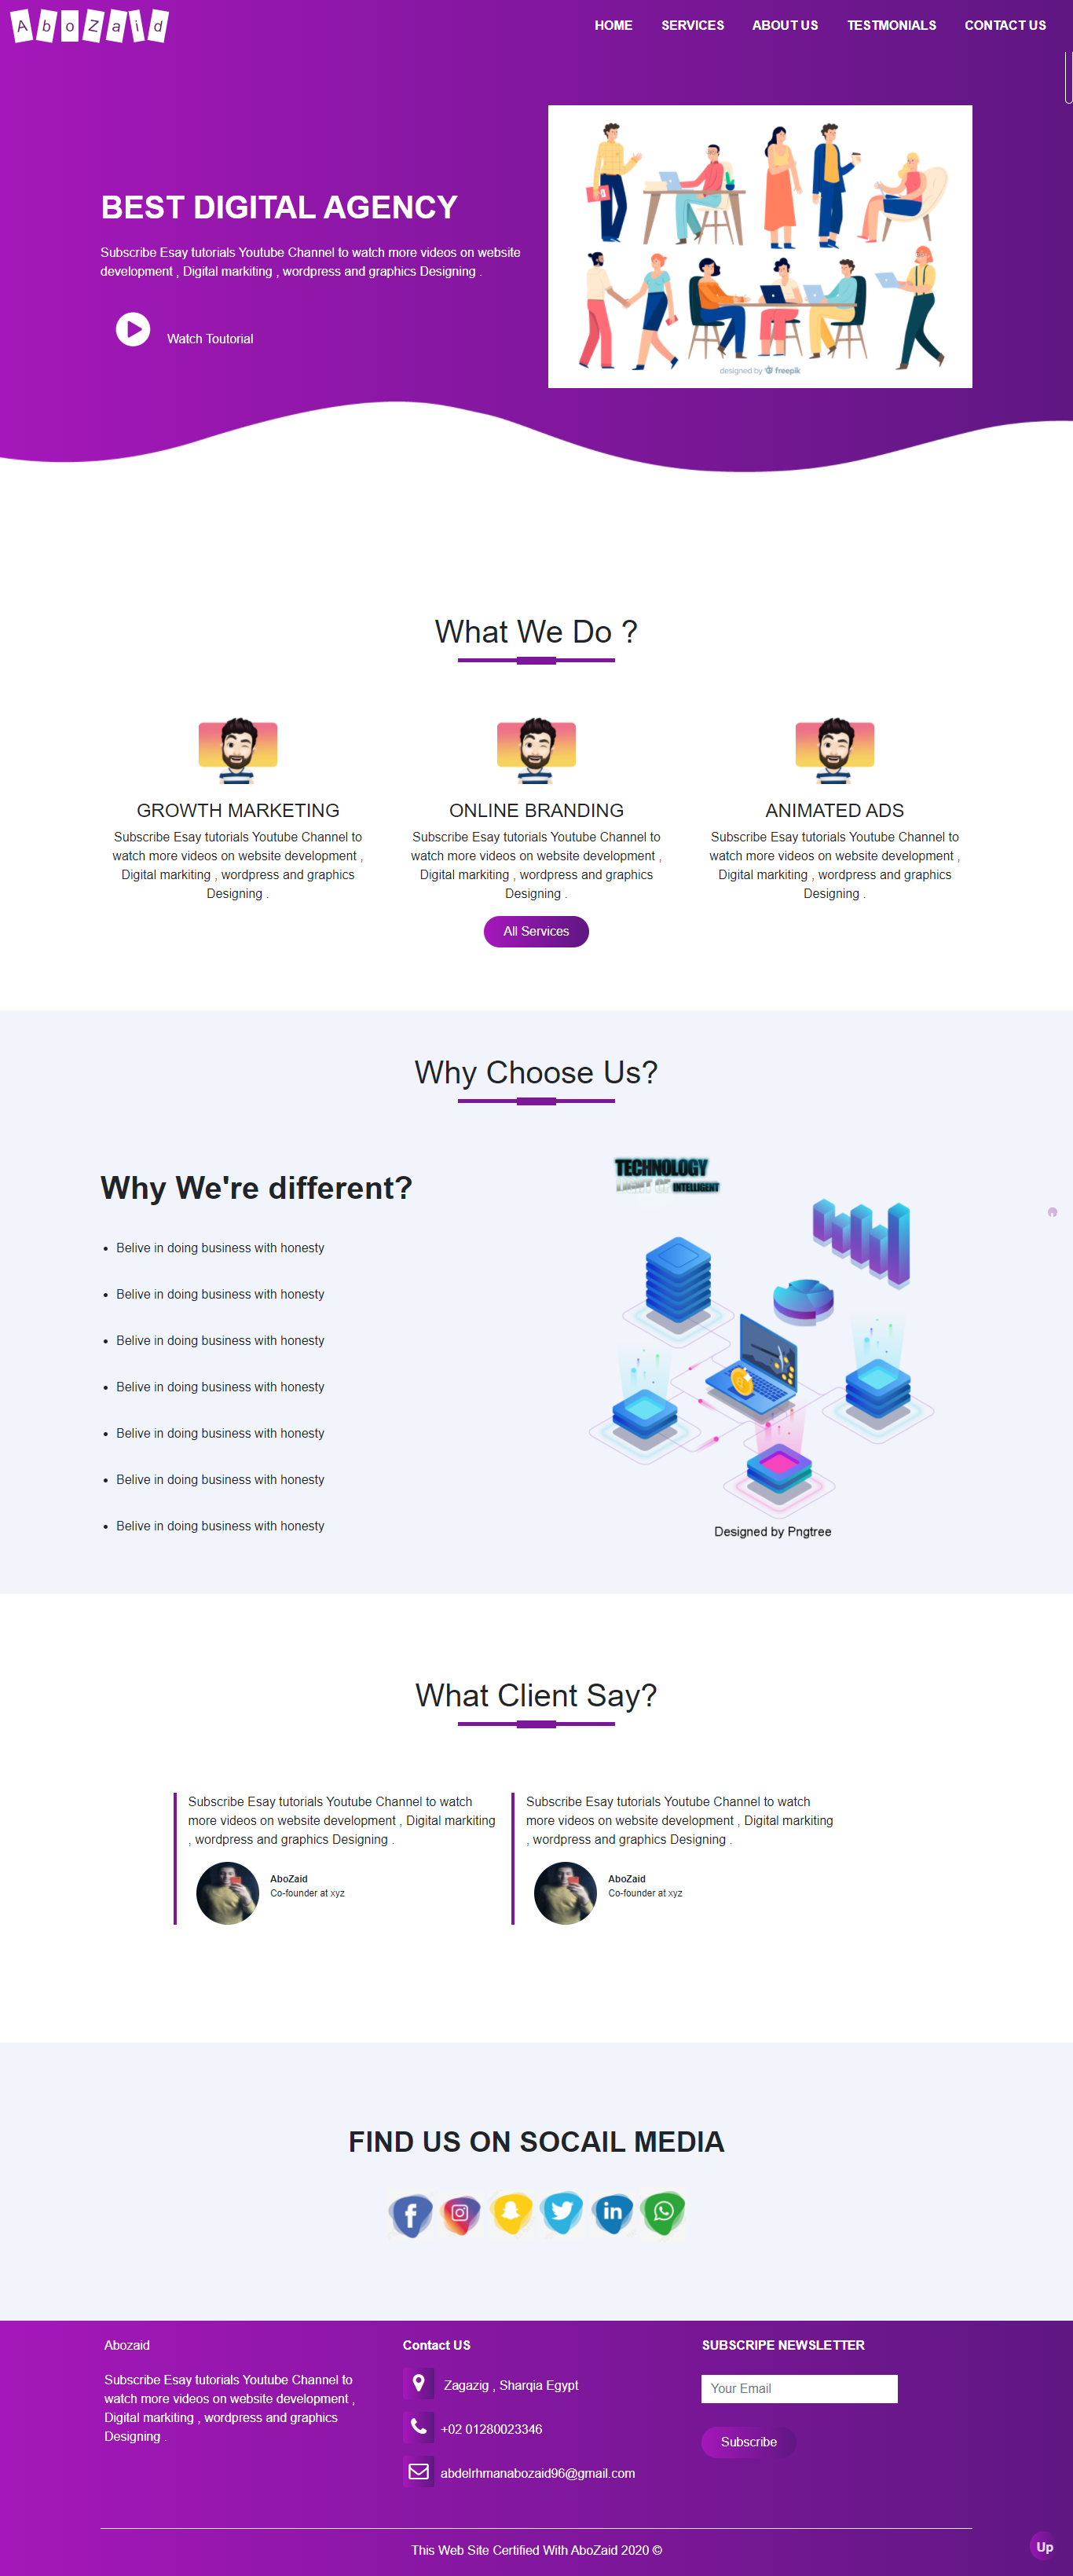 AboZaid
HOME SERVICES ABOUT US TESTMONIALS CONTACT US
BEST DIGITAL AGENCY
Subscribe Esay tutorials Youtube Channel to watch more videos on website
development , Digital markiting , wordpress and graphics Designing .
Watch Toutorial
designed by freepik
What We Do ?
GROWTH MARKETING
Subscribe Esay tutorials Youtube Channel to
watch more videos on website development ,
Digital markiting , wordpress and graphics
Designing .
ONLINE BRANDING
Subscribe Esay tutorials Youtube Channel to
watch more videos on website development ,
Digital markiting , wordpress and graphics
Designing .
ANIMATED ADS
Subscribe Esay tutorials Youtube Channel to
watch more videos on website development ,
Digital markiting , wordpress and graphics
Designing .
All Services
Why Choose Us?
Why We're different?
Belive in doing business with honesty
Belive in doing business with honesty
Belive in doing business with honesty
Belive in doing business with honesty
Belive in doing business with honesty
Belive in doing business with honesty
Belive in doing business with honesty
TECHNOLOGY
LIGHT OF INTELLIGENT
Designed by Pngtree
What Client Say?
Subscribe Esay tutorials Youtube Channel to watch
more videos on website development , Digital markiting
, wordpress and graphics Designing .
AboZaid
Co-founder at xyz
Subscribe Esay tutorials Youtube Channel to watch
more videos on website development , Digital markiting
, wordpress and graphics Designing .
AboZaid
Co-founder at xyz
FIND US ON SOCAIL MEDIA
Abozaid
Subscribe Esay tutorials Youtube Channel to
watch more videos on website development ,
Digital markiting , wordpress and graphics
Designing .
Contact US
Zagazig , Sharqia Egypt
+02 01280023346
abdelrhmanabozaid96@gmail.com
SUBSCRIPE NEWSLETTER
Your Email
Subscribe
Up
This Web Site Certified With AboZaid 2020 ©